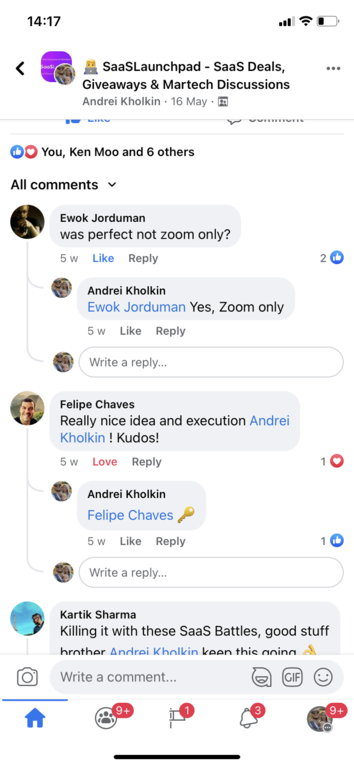 14:17
SaaSLaunchpad - SaaS Deals,
Giveaways & Martech Discussions
Andrei Kholkin · 16 May ·
Like Comment
You, Ken Moo and 6 others
All comments
Ewok Jorduman
was perfect not zoom only?
5 w Like Reply 2
Andrei Kholkin
Ewok Jorduman Yes, Zoom only
5 w Like Reply
Write a reply...
Felipe Chaves
Really nice idea and execution Andrei
Kholkin ! Kudos!
5 w Love Reply 1
Andrei Kholkin
Felipe Chaves 🔑
5 w Like Reply 1
Write a reply...
Kartik Sharma
Killing it with these SaaS Battles, good stuff
brother Andrei Kholkin keep this going 👌
Write a comment... GIF
9+ 1 3 9+